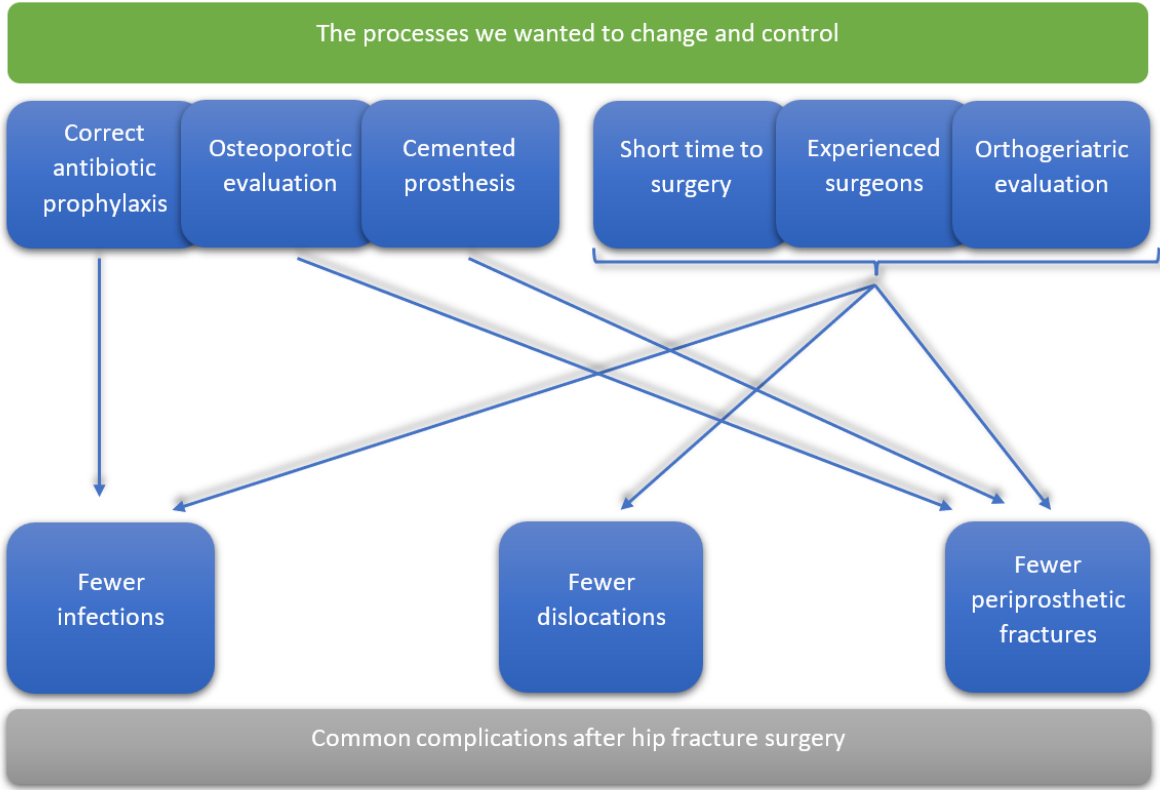 The processes we wanted to change and control
Correct
antibiotic
prophylaxis
Osteoporotic
evaluation
Cemented
prosthesis
Short time to
surgery
Experienced
surgeons
Orthogeriatric
evaluation
Fewer
infections
Fewer
dislocations
Fewer
periprosthetic
fractures
Common complications after hip fracture surgery